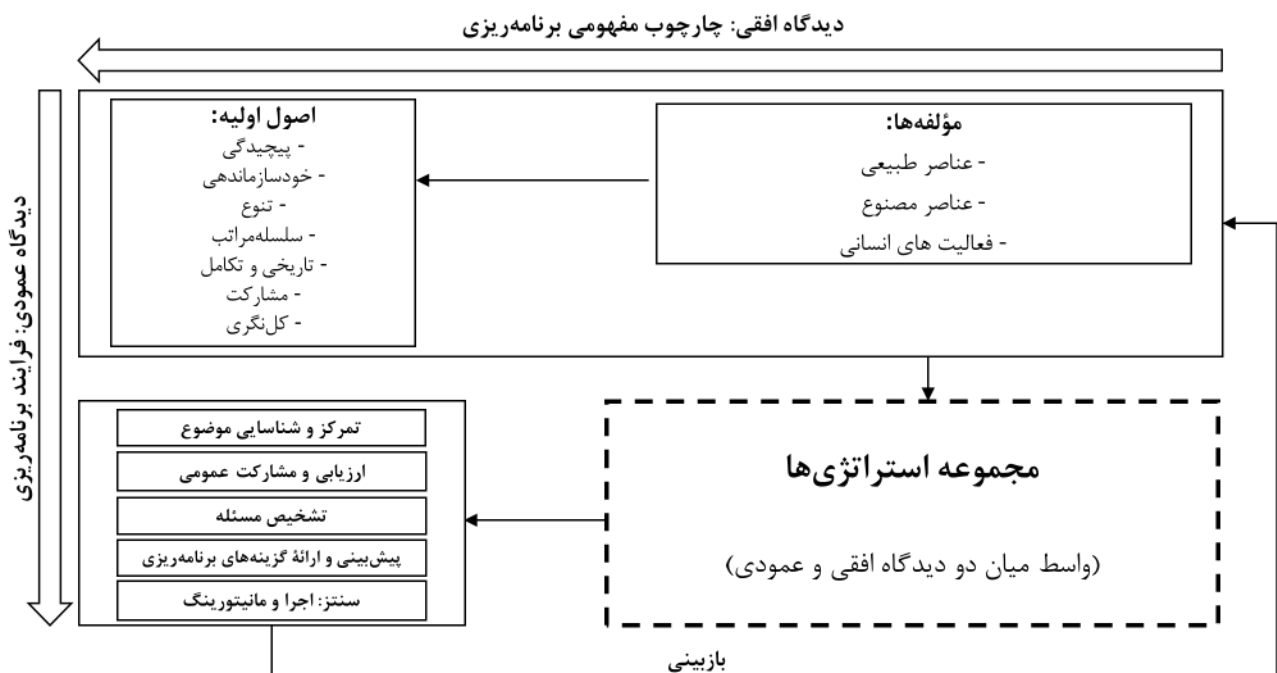 دیدگاه افقی: چارچوب مفهومی برنامه‌ریزی
مؤلفه‌ها:
- عناصر طبیعی
- عناصر مصنوع
- فعالیت های انسانی
اصول اولیه:
- پیچیدگی
- خودسازماندهی
- تنوع
- سلسله‌مراتب
- تاریخی و تکامل
- مشارکت
- کل‌نگری
دیدگاه عمودی: فرایند برنامه‌ریزی
مجموعه استراتژی‌ها
(واسط میان دو دیدگاه افقی و عمودی)
تمرکز و شناسایی موضوع
ارزیابی و مشارکت عمومی
تشخیص مسئله
پیش‌بینی و ارائهٔ گزینه‌های برنامه‌ریزی
سنتز: اجرا و مانیتورینگ
بازبینی